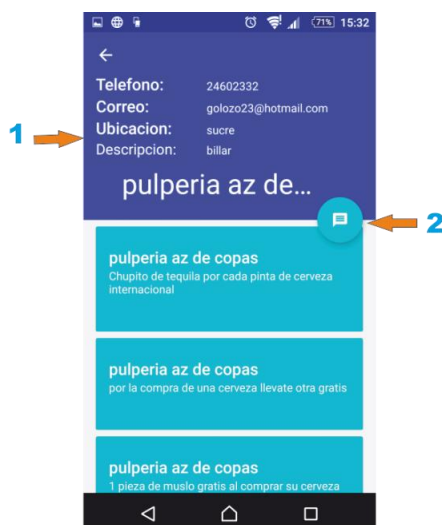 71% 15:32
Telefono: 24602332
Correo: golozo23@hotmail.com
Ubicacion: sucre
Descripcion: billar
1
pulperia az de...
2
pulperia az de copas
Chupito de tequila por cada pinta de cerveza
internacional
pulperia az de copas
por la compra de una cerveza llevate otra gratis
pulperia az de copas
1 pieza de muslo gratis al comprar su cerveza